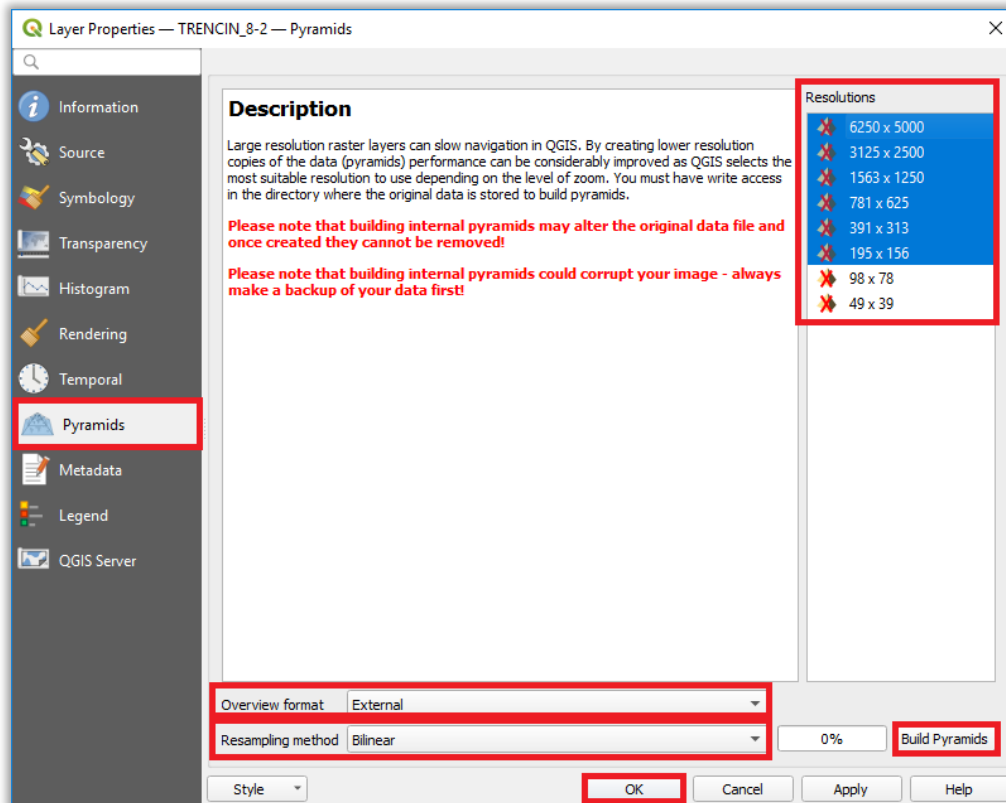 Layer Properties — TRENCIN_8-2 — Pyramids
Information
Source
Symbology
Transparency
Histogram
Rendering
Temporal
Pyramids
Metadata
Legend
QGIS Server
Description
Large resolution raster layers can slow navigation in QGIS. By creating lower resolution
copies of the data (pyramids) performance can be considerably improved as QGIS selects the
most suitable resolution to use depending on the level of zoom. You must have write access
in the directory where the original data is stored to build pyramids.
Please note that building internal pyramids may alter the original data file and
once created they cannot be removed!
Please note that building internal pyramids could corrupt your image - always
make a backup of your data first!
Resolutions
6250 x 5000
3125 x 2500
1563 x 1250
781 x 625
391 x 313
195 x 156
98 x 78
49 x 39
Overview format External
Resampling method Bilinear 0% Build Pyramids
Style OK Cancel Apply Help